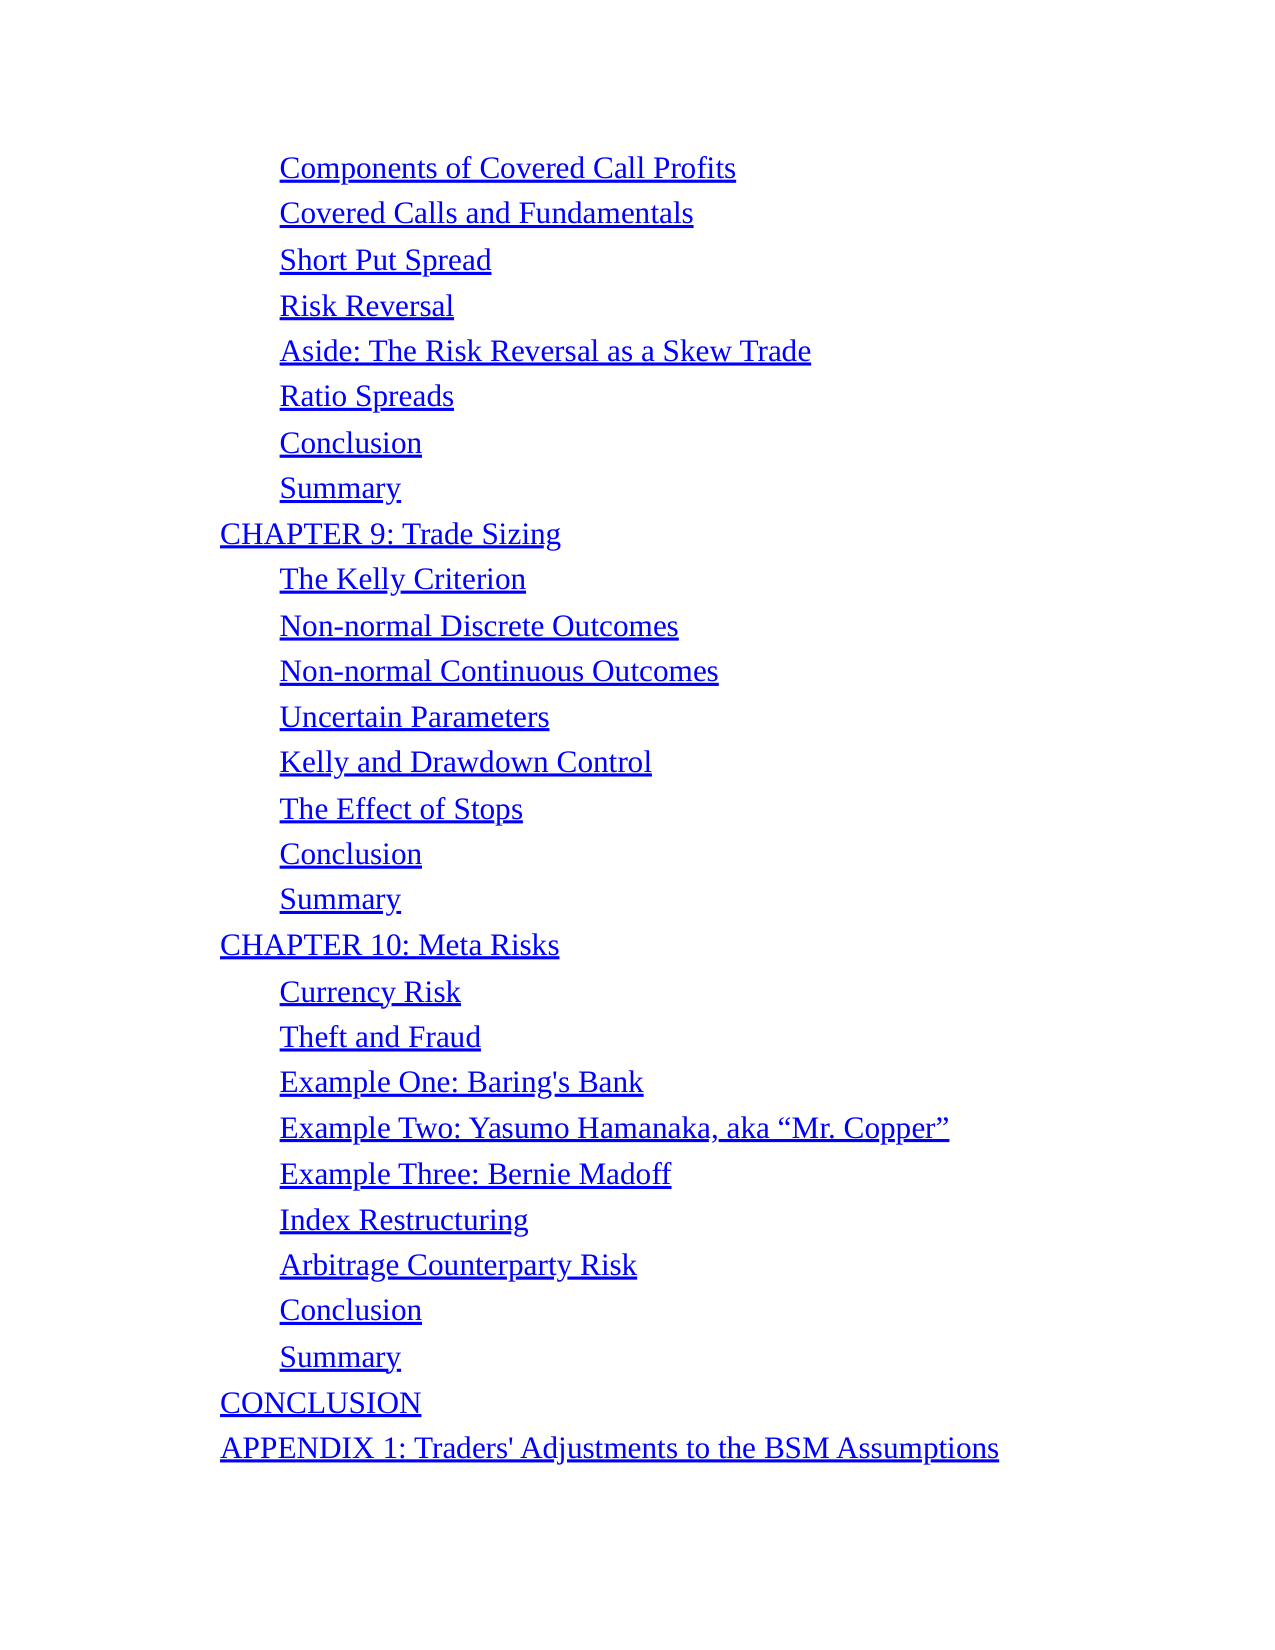 Components of Covered Call Profits
Covered Calls and Fundamentals
Short Put Spread
Risk Reversal
Aside: The Risk Reversal as a Skew Trade
Ratio Spreads
Conclusion
Summary
CHAPTER 9: Trade Sizing
The Kelly Criterion
Non-normal Discrete Outcomes
Non-normal Continuous Outcomes
Uncertain Parameters
Kelly and Drawdown Control
The Effect of Stops
Conclusion
Summary
CHAPTER 10: Meta Risks
Currency Risk
Theft and Fraud
Example One: Baring's Bank
Example Two: Yasumo Hamanaka, aka “Mr. Copper”
Example Three: Bernie Madoff
Index Restructuring
Arbitrage Counterparty Risk
Conclusion
Summary
CONCLUSION
APPENDIX 1: Traders' Adjustments to the BSM Assumptions